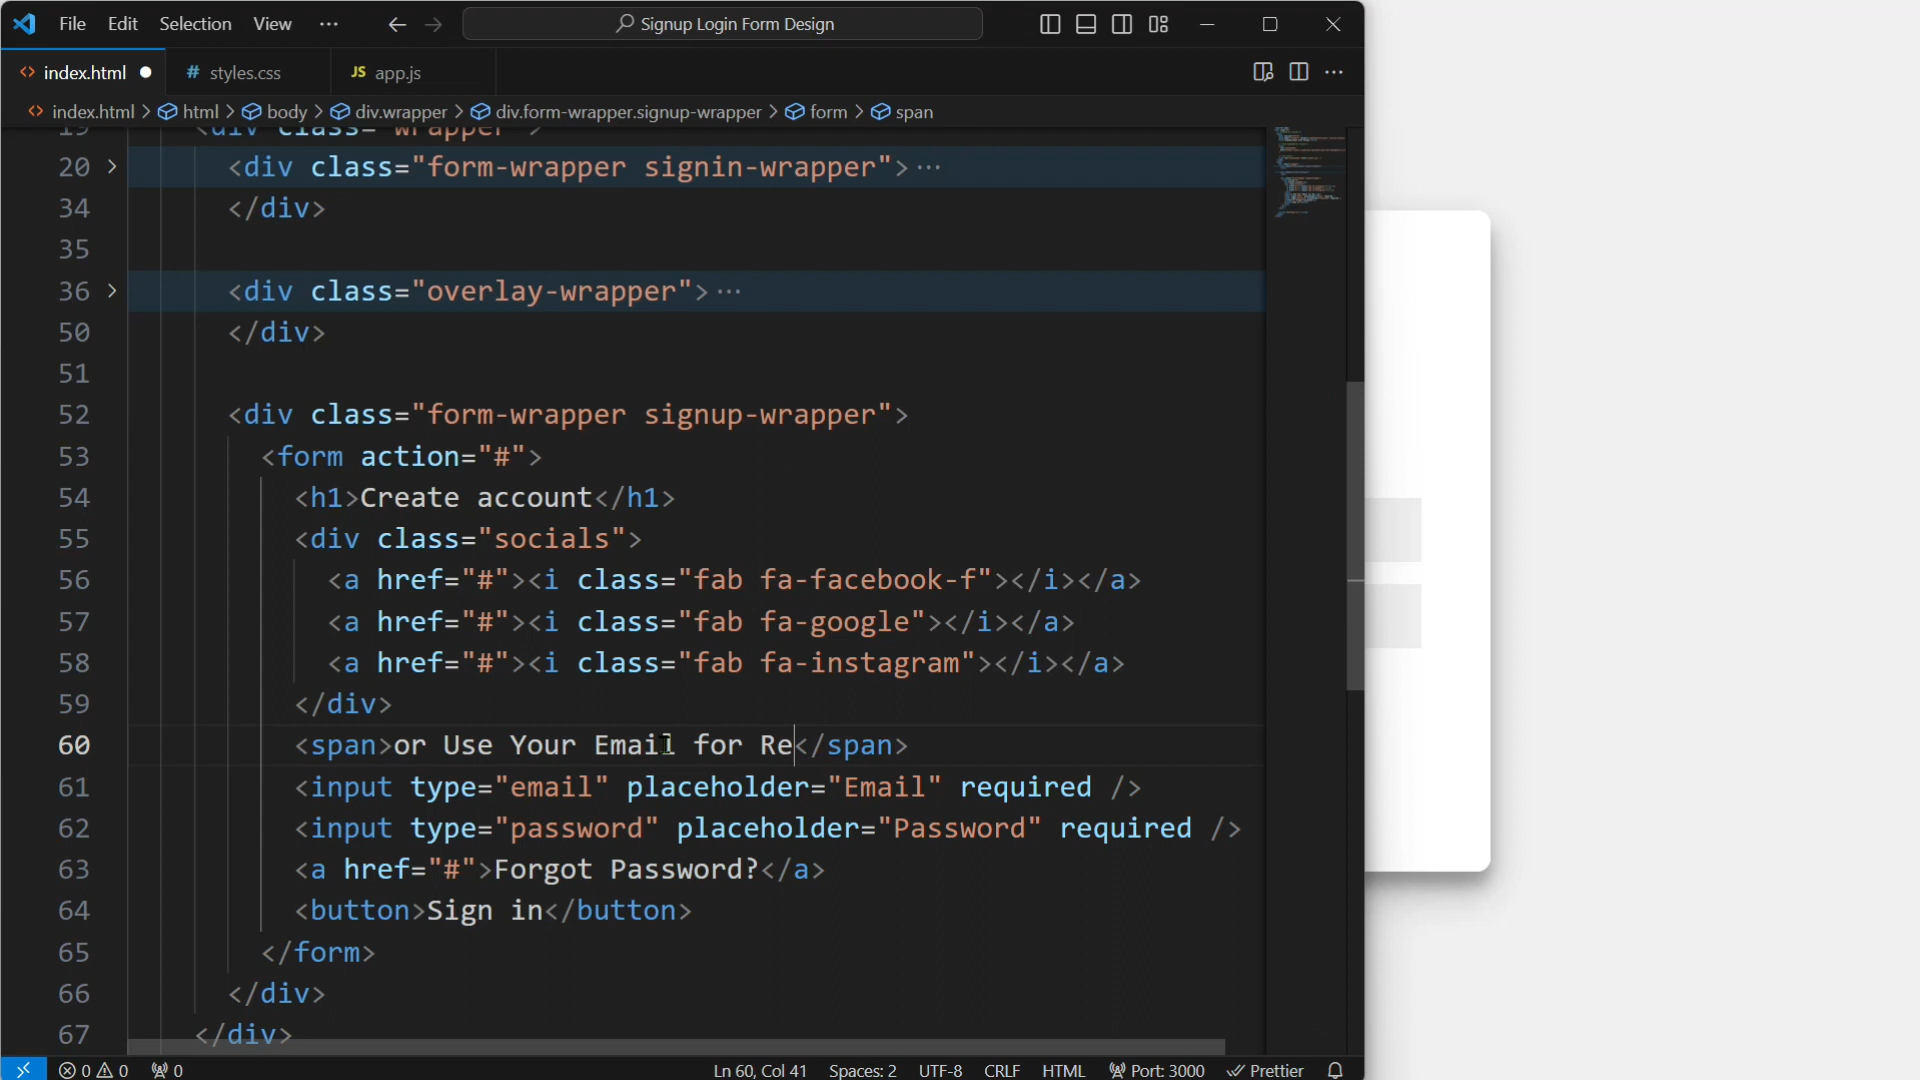 File Edit Selection View ··· Signup Login Form Design
index.html styles.css JS app.js
index.html > html > body > div.wrapper > div.form-wrapper.signup-wrapper > form > span
19 <div class="wrapper">
20 <div class="form-wrapper signin-wrapper">···
34 </div>
35
36 <div class="overlay-wrapper">···
50 </div>
51
52 <div class="form-wrapper signup-wrapper">
53 <form action="#">
54 <h1>Create account</h1>
55 <div class="socials">
56 <a href="#"><i class="fab fa-facebook-f"></i></a>
57 <a href="#"><i class="fab fa-google"></i></a>
58 <a href="#"><i class="fab fa-instagram"></i></a>
59 </div>
60 <span>or Use Your Email for Re</span>
61 <input type="email" placeholder="Email" required />
62 <input type="password" placeholder="Password" required />
63 <a href="#">Forgot Password?</a>
64 <button>Sign in</button>
65 </form>
66 </div>
67 </div>
0 0 0 Ln 60, Col 41 Spaces: 2 UTF-8 CRLF HTML Port: 3000 Prettier